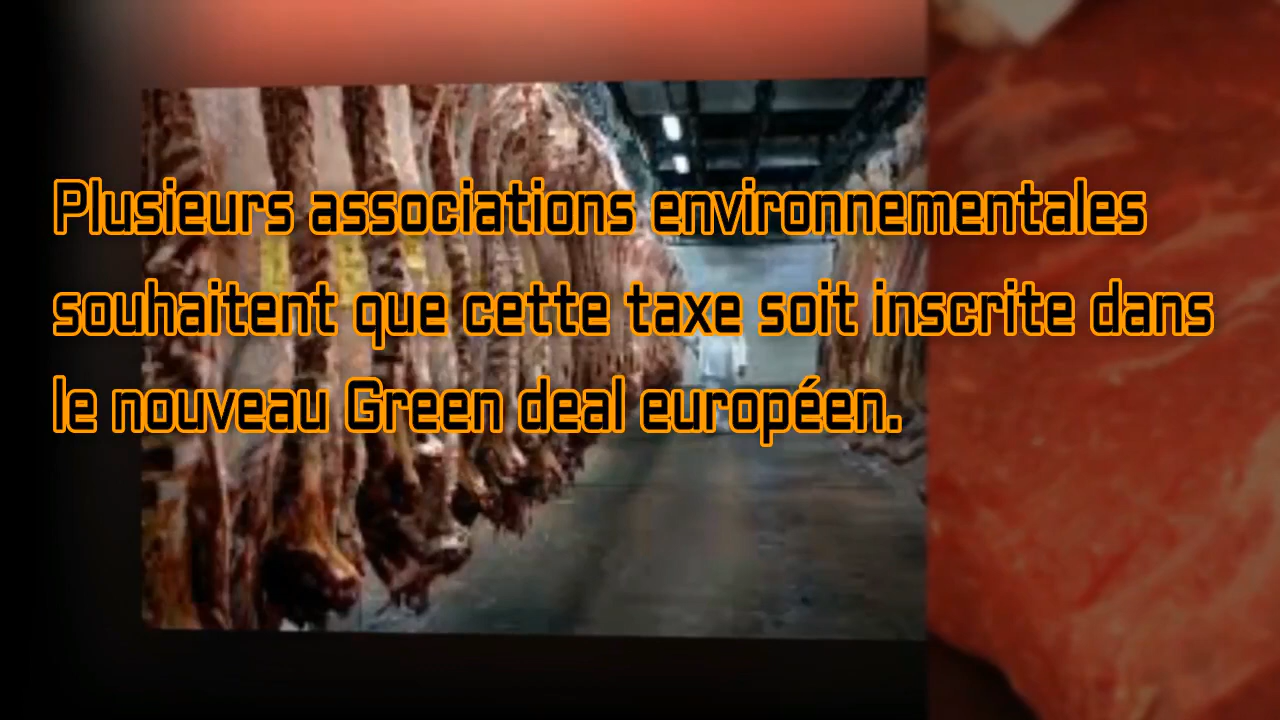 Plusieurs associations environnementales
souhaitent que cette taxe soit inscrite dans
le nouveau Green deal européen.